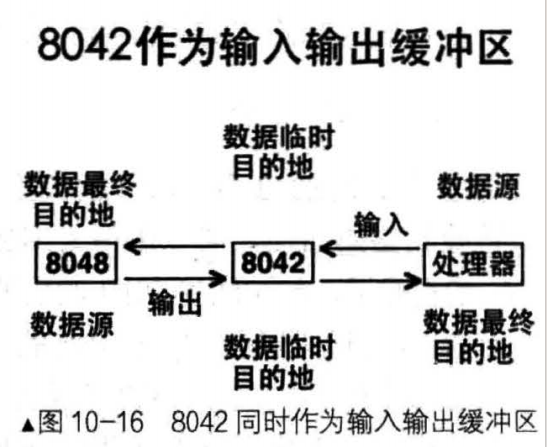 8042作为输入输出缓冲区
数据临时
目的地
数据最终
目的地
数据源
输入
8048
8042
处理器
输出
数据源
数据最终
目的地
数据临时
目的地
▲图 10-16 8042 同时作为输入输出缓冲区